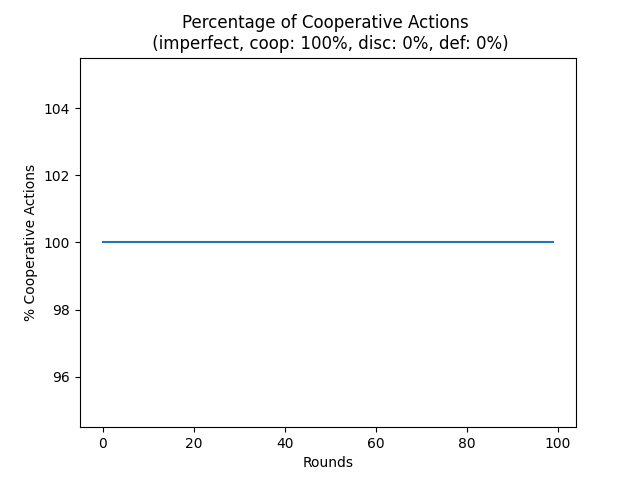 Percentage of Cooperative Actions
(imperfect, coop: 100%, disc: 0%, def: 0%)
% Cooperative Actions
104
102
100
98
96
0 20 40 60 80 100
Rounds